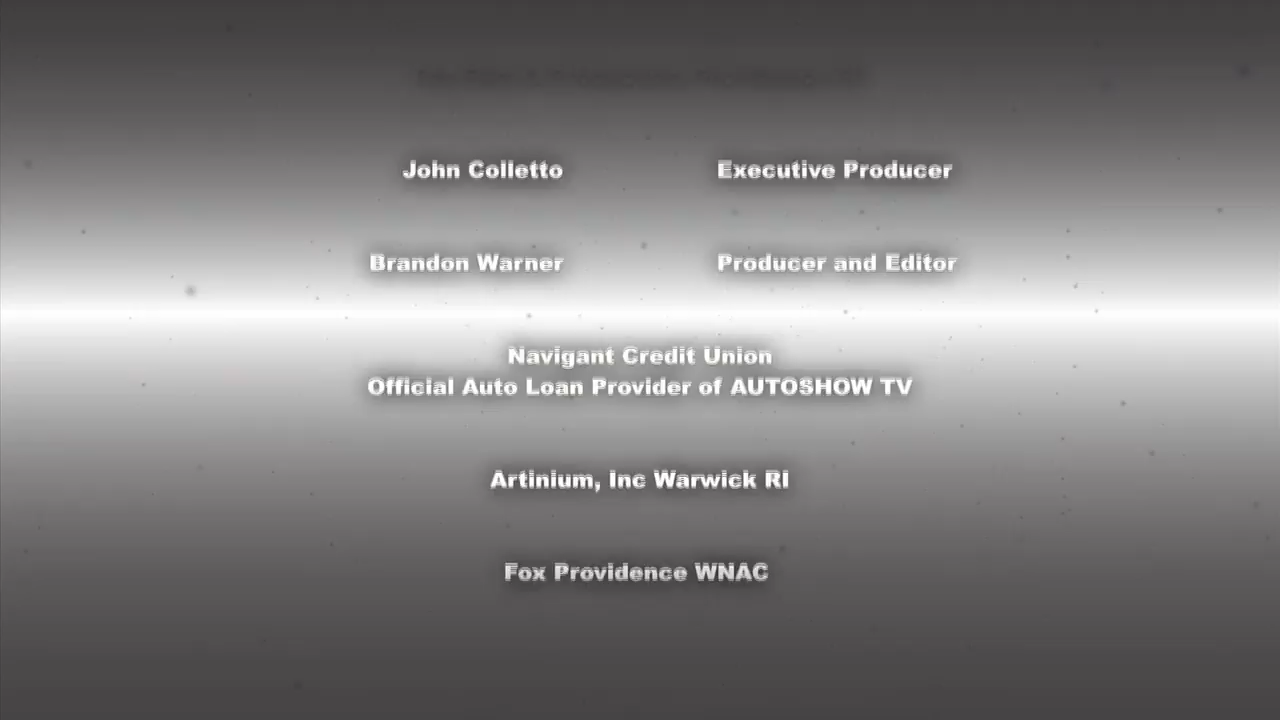 John Colletto Executive Producer
Brandon Warner Producer and Editor
Navigant Credit Union
Official Auto Loan Provider of AUTOSHOW TV
Artinium, Inc Warwick RI
Fox Providence WNAC